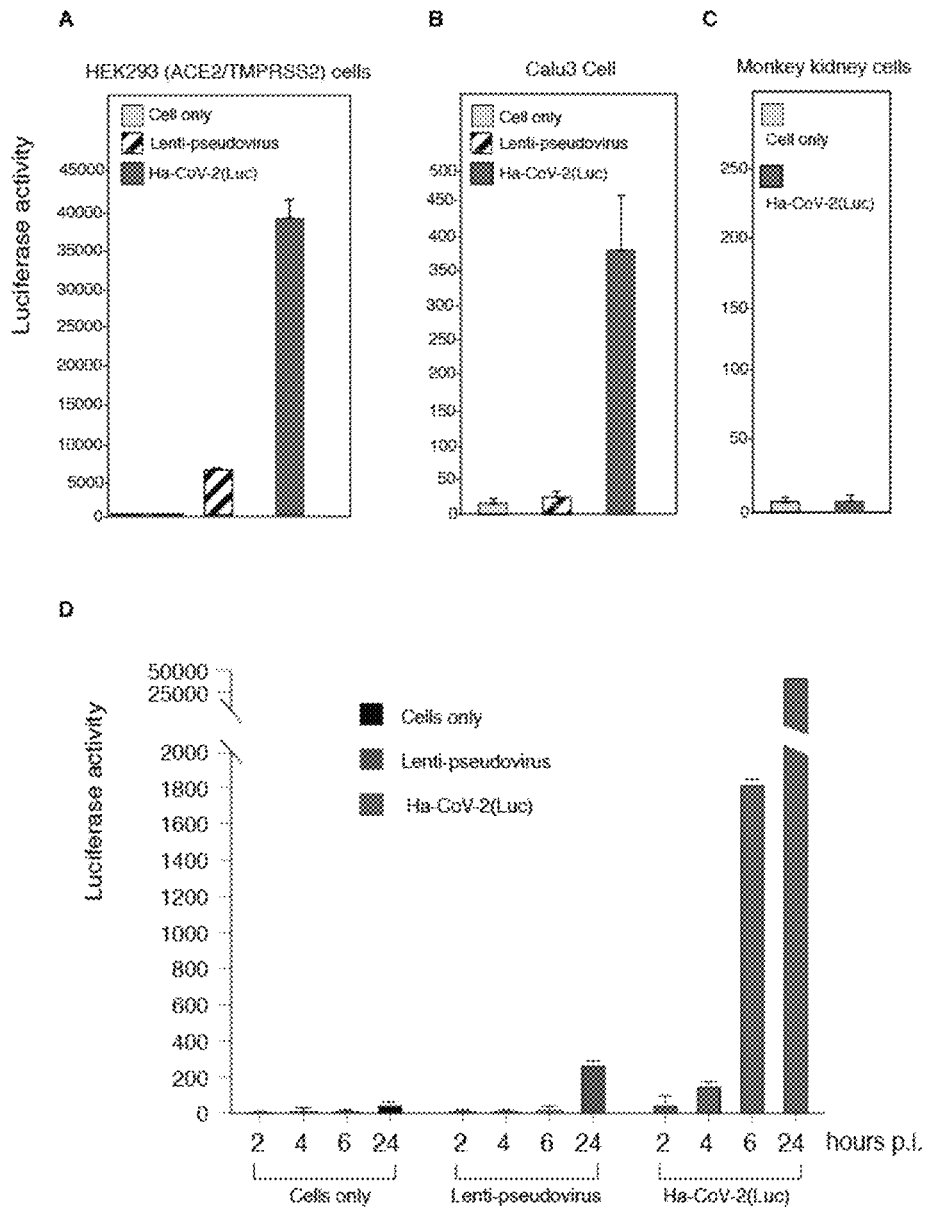 A
B
C
HEK293 (ACE2/TMPRSS2) cells
Calu3 Cell
Monkey kidney cells
Luciferase activity
Cell only
Lenti-pseudovirus
Ha-CoV-2(Luc)
45000
40000
35000
30000
25000
20000
15000
10000
5000
0
Cell only
Lenti-pseudovirus
Ha-CoV-2(Luc)
500
450
400
350
300
250
200
150
100
50
0
Cell only
Ha-CoV-2(Luc)
250
200
150
100
50
0
D
Luciferase activity
50000
25000
2000
1800
1600
1400
1200
1000
800
600
400
200
0
Cells only
Lenti-pseudovirus
Ha-CoV-2(Luc)
2 4 6 24 2 4 6 24 2 4 6 24 hours p.i.
Cells only Lenti-pseudovirus Ha-CoV-2(Luc)